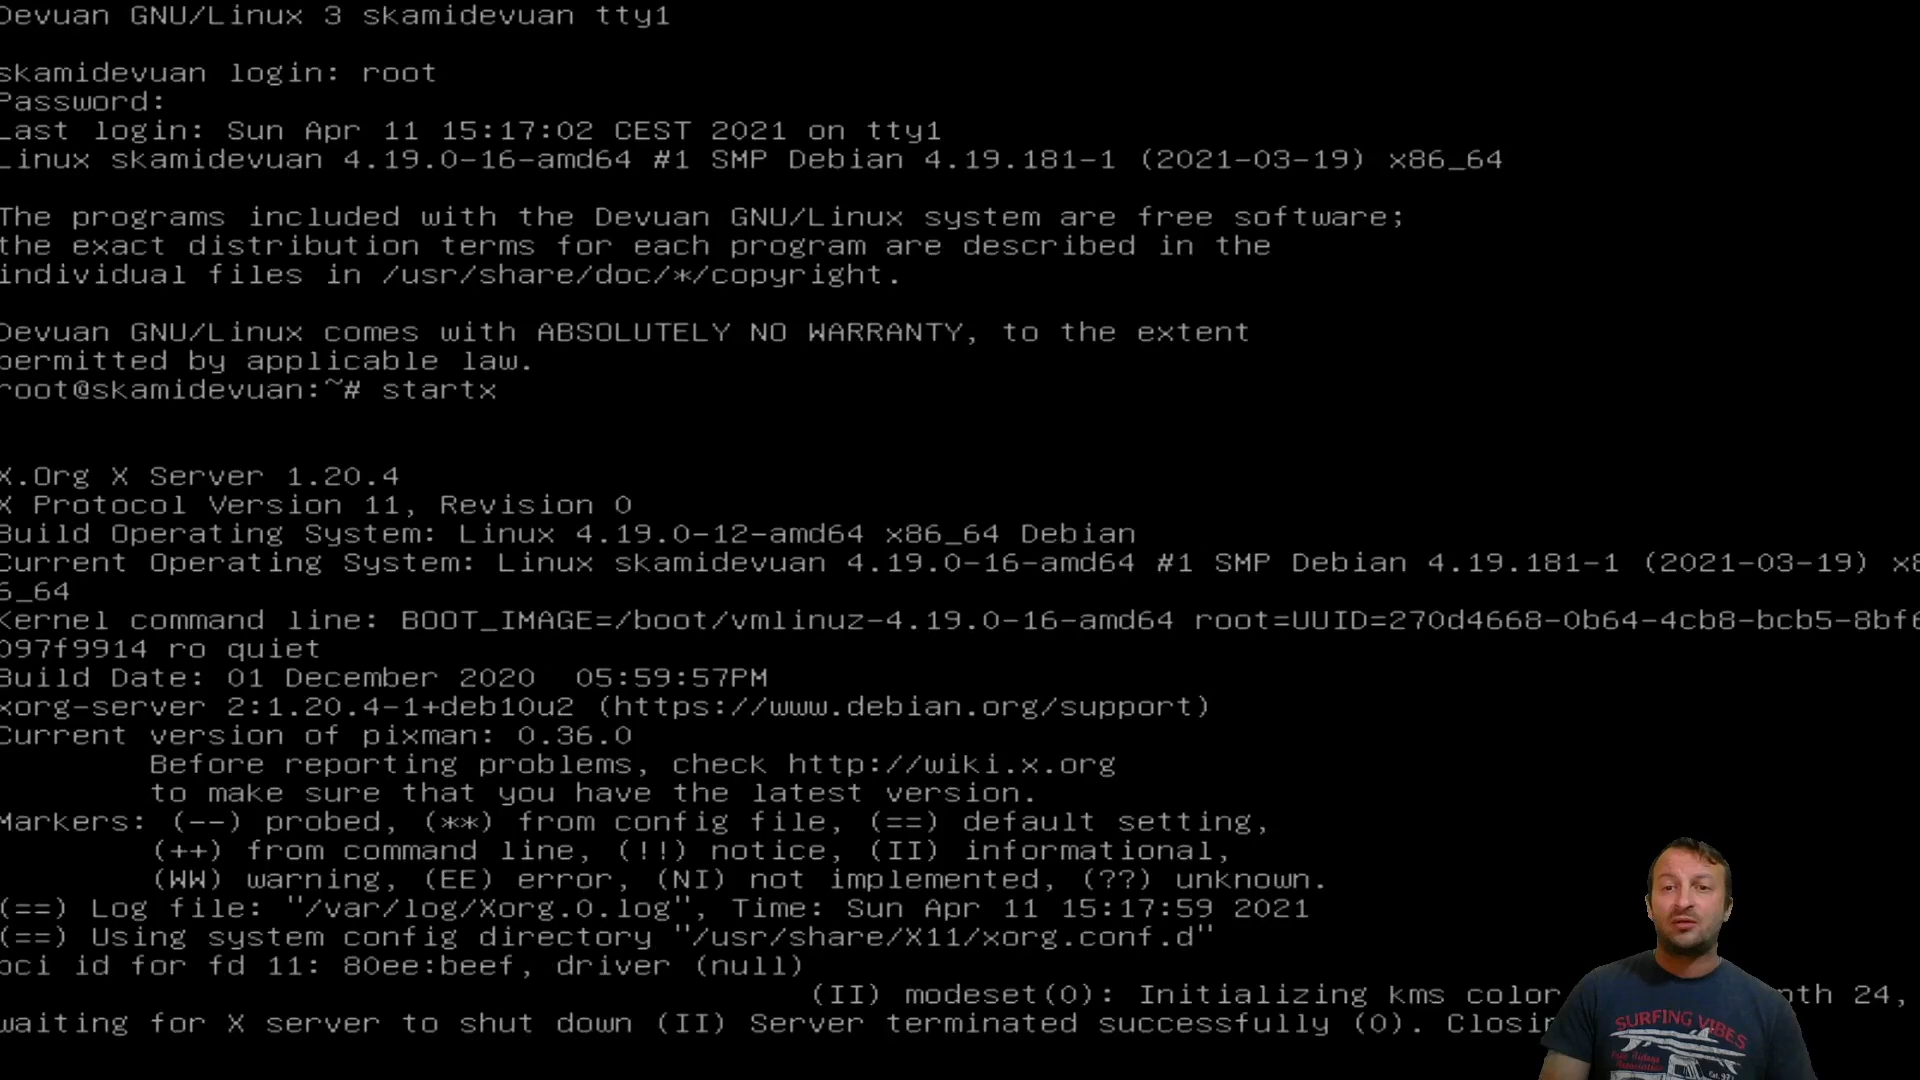 Devuan GNU/Linux 3 skamidevuan tty1
skamidevuan login: root
Password:
Last login: Sun Apr 11 15:17:02 CEST 2021 on tty1
Linux skamidevuan 4.19.0-16-amd64 #1 SMP Debian 4.19.181-1 (2021-03-19) x86_64
The programs included with the Devuan GNU/Linux system are free software;
the exact distribution terms for each program are described in the
individual files in /usr/share/doc/*/copyright.
Devuan GNU/Linux comes with ABSOLUTELY NO WARRANTY, to the extent
permitted by applicable law.
root@skamidevuan:~# startx
X.Org X Server 1.20.4
X Protocol Version 11, Revision 0
Build Operating System: Linux 4.19.0-12-amd64 x86_64 Debian
Current Operating System: Linux skamidevuan 4.19.0-16-amd64 #1 SMP Debian 4.19.181-1 (2021-03-19) x8
6_64
Kernel command line: BOOT_IMAGE=/boot/vmlinuz-4.19.0-16-amd64 root=UUID=270d4668-0b64-4cb8-bcb5-8bf6
097f9914 ro quiet
Build Date: 01 December 2020  05:59:57PM
xorg-server 2:1.20.4-1+deb10u2 (https://www.debian.org/support)
Current version of pixman: 0.36.0
Before reporting problems, check http://wiki.x.org
to make sure that you have the latest version.
Markers: (--) probed, (**) from config file, (==) default setting,
(++) from command line, (!!) notice, (II) informational,
(WW) warning, (EE) error, (NI) not implemented, (??) unknown.
(==) Log file: "/var/log/Xorg.0.log", Time: Sun Apr 11 15:17:59 2021
(==) Using system config directory "/usr/share/X11/xorg.conf.d"
pci id for fd 11: 80ee:beef, driver (null)
(II) modeset(0): Initializing kms color pth 24,
waiting for X server to shut down (II) Server terminated successfully (0). Closin
SURFING VIBES